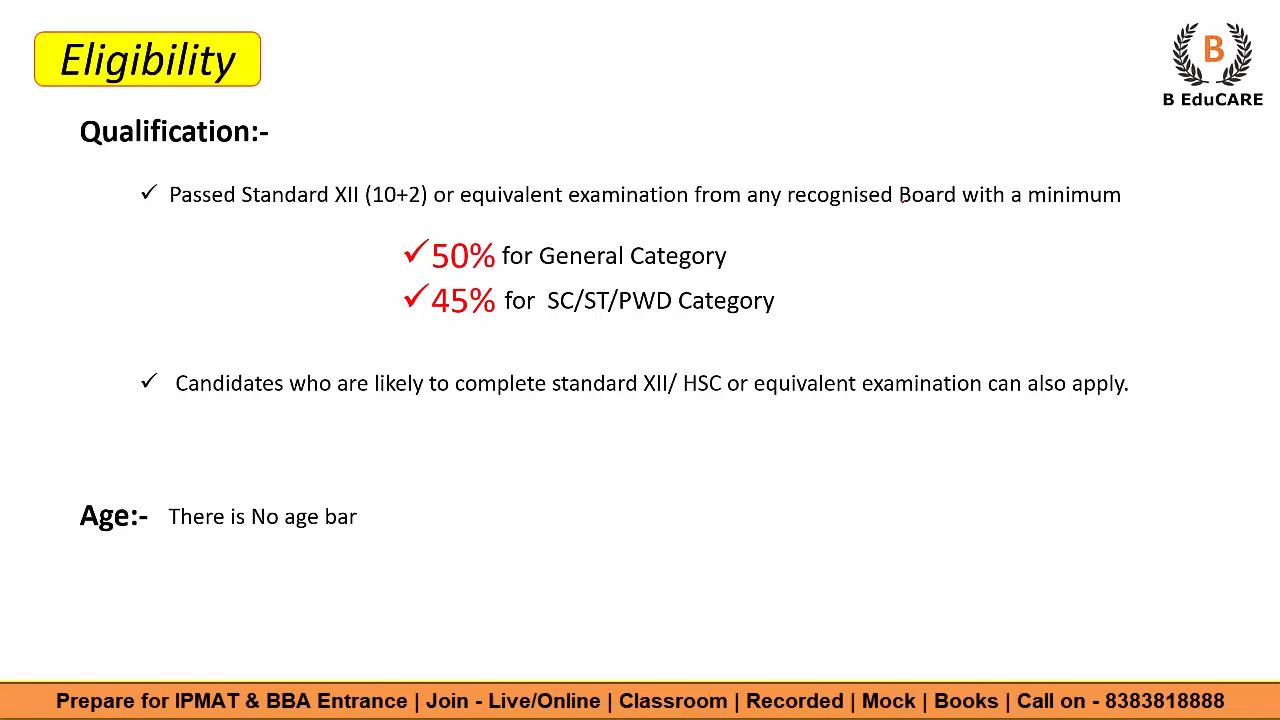 Eligibility
B
B EduCARE
Qualification:-
✓ Passed Standard XII (10+2) or equivalent examination from any recognised Board with a minimum
✓50% for General Category
✓45% for SC/ST/PWD Category
✓ Candidates who are likely to complete standard XII/ HSC or equivalent examination can also apply.
Age:- There is No age bar
Prepare for IPMAT & BBA Entrance | Join - Live/Online | Classroom | Recorded | Mock | Books | Call on - 8383818888